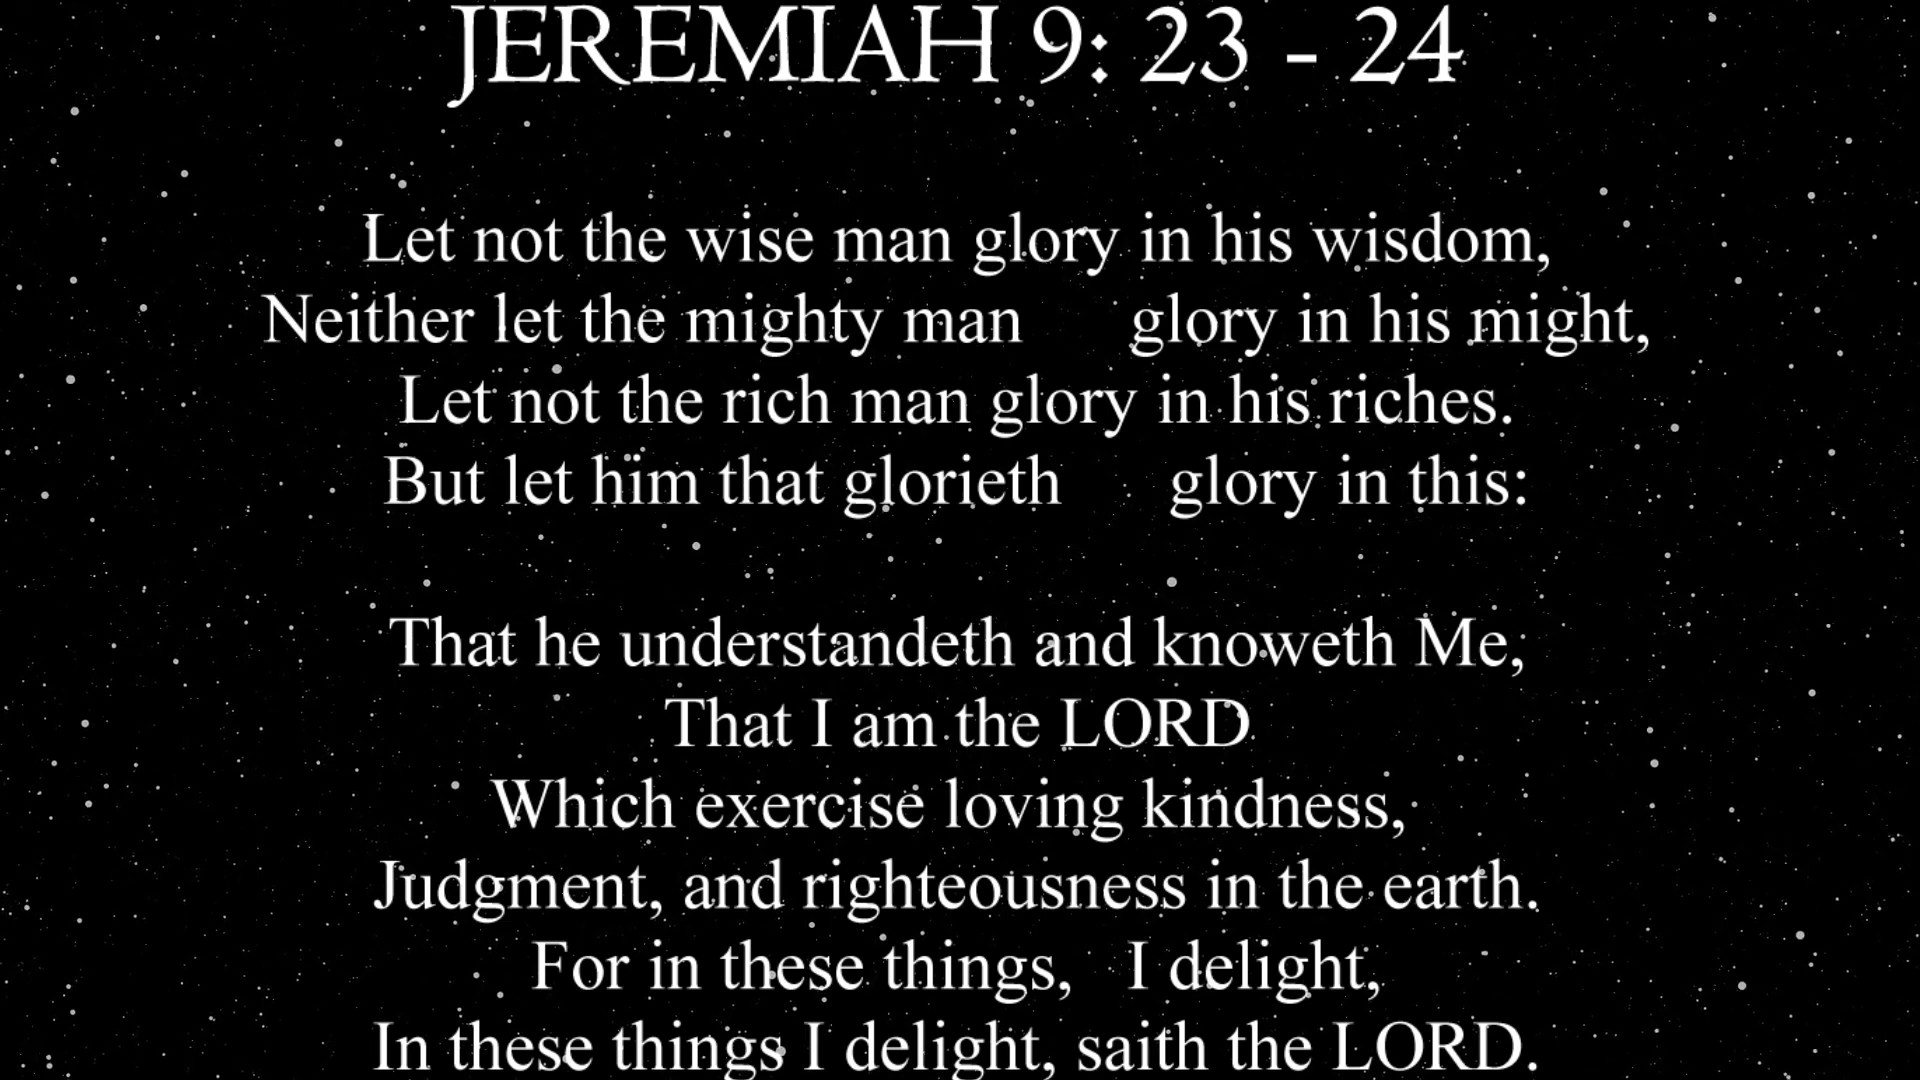 JEREMIAH 9: 23 - 24
Let not the wise man glory in his wisdom,
Neither let the mighty man glory in his might,
Let not the rich man glory in his riches.
But let him that glorieth glory in this:
That he understandeth and knoweth Me,
That I am the LORD
Which exercise loving kindness,
Judgment, and righteousness in the earth.
For in these things, I delight,
In these things I delight, saith the LORD.